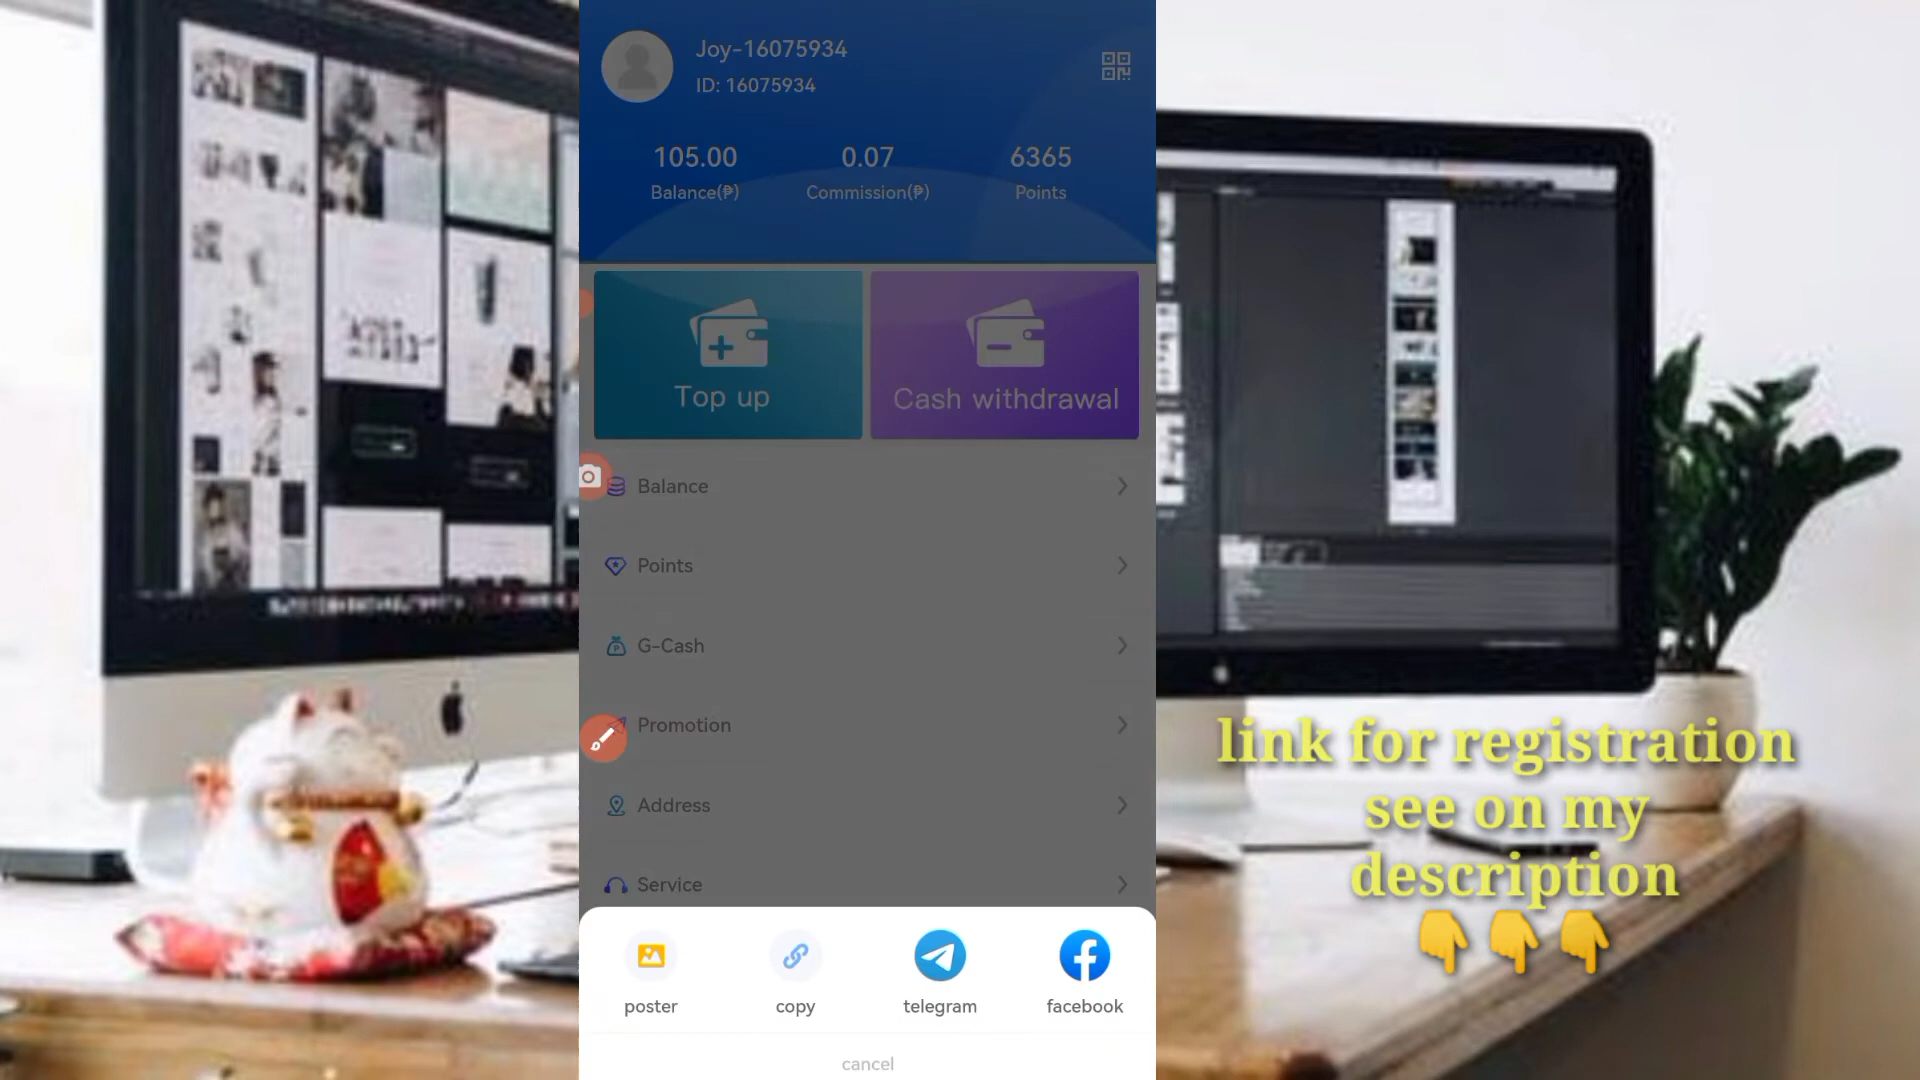 Joy-16075934
ID: 16075934
105.00
Balance(₱)
0.07
Commission(₱)
6365
Points
Top up
Cash withdrawal
Balance
Points
G-Cash
Promotion
Address
Service
poster
copy
telegram
facebook
cancel
link for registration
see on my
description